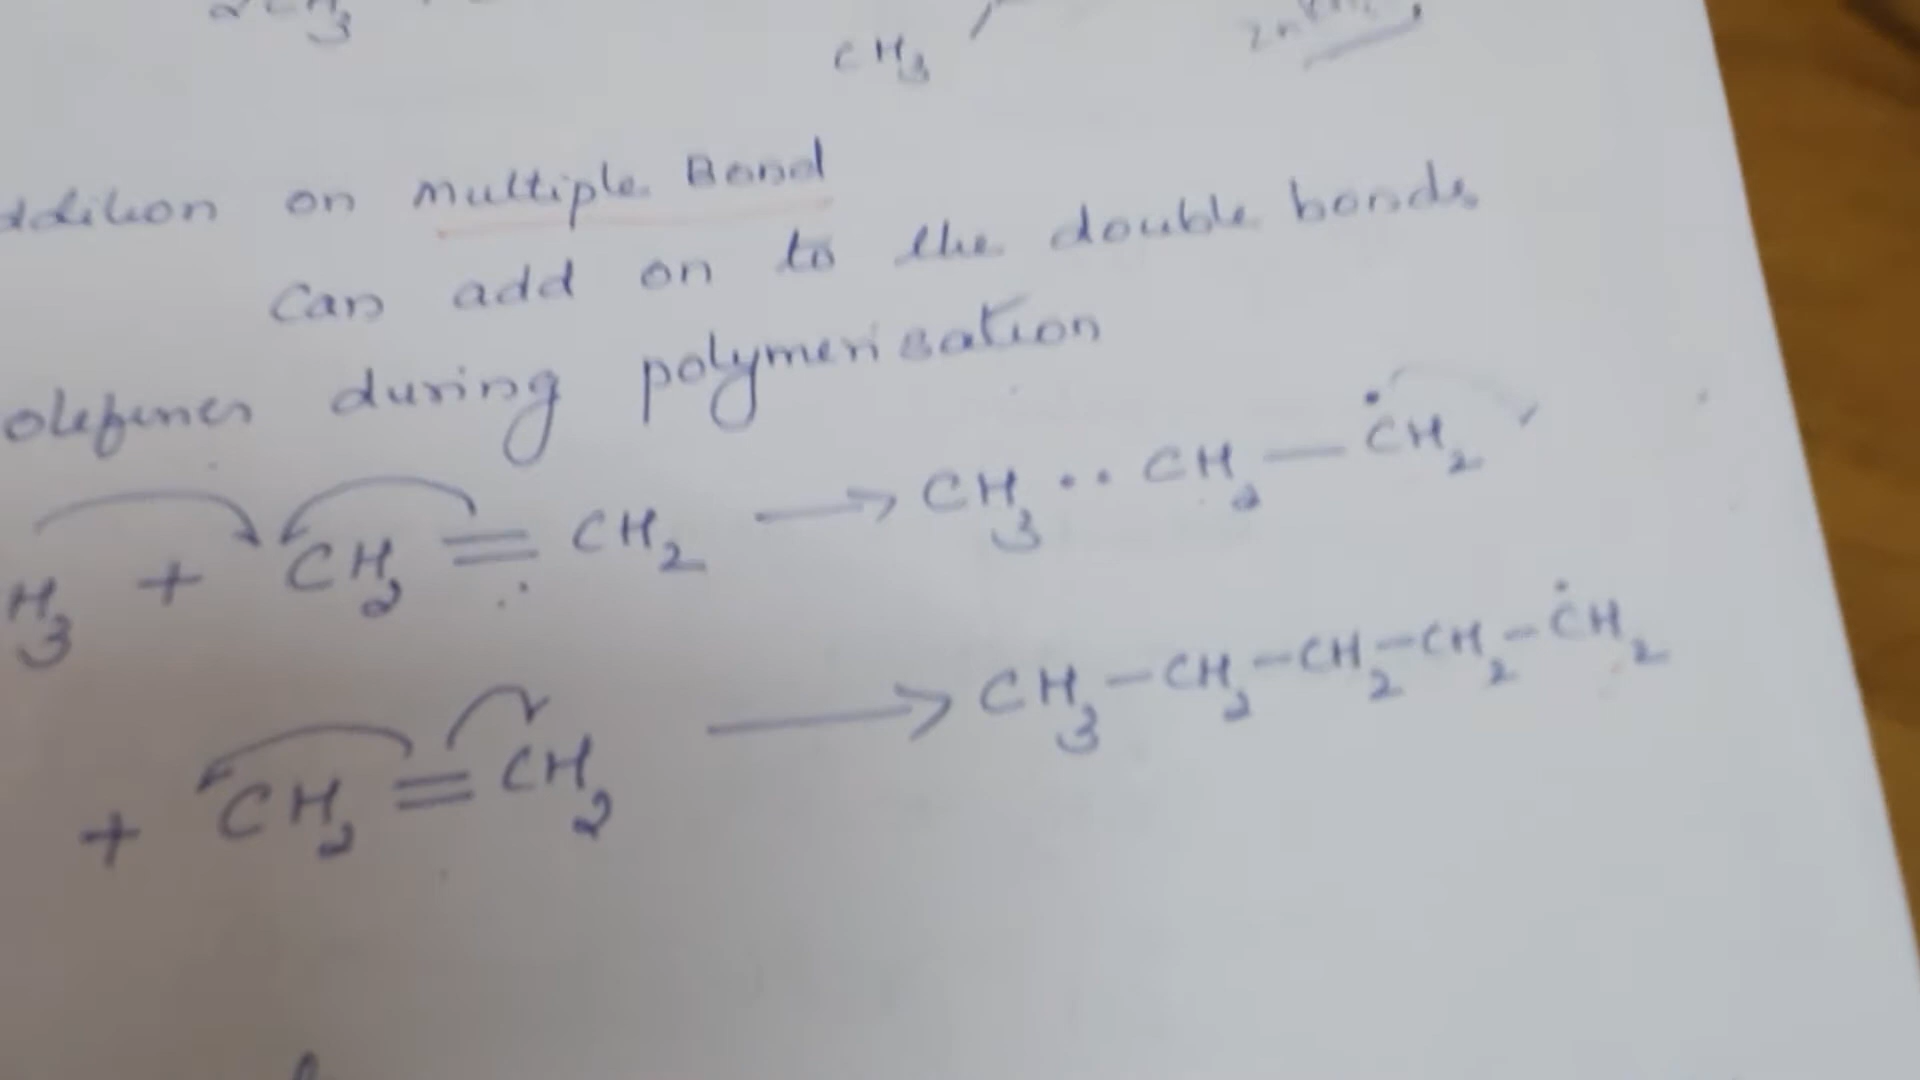 2CH3
CH3
ddition on Multiple Bond
Can add on to the double bonds
olefines during polymerisation
H3 + CH2 = CH2 → CH3 ·· CH2 — ĊH2
+ CH2 = CH2 → CH3 – CH2 – CH2 – CH2 – ĊH2